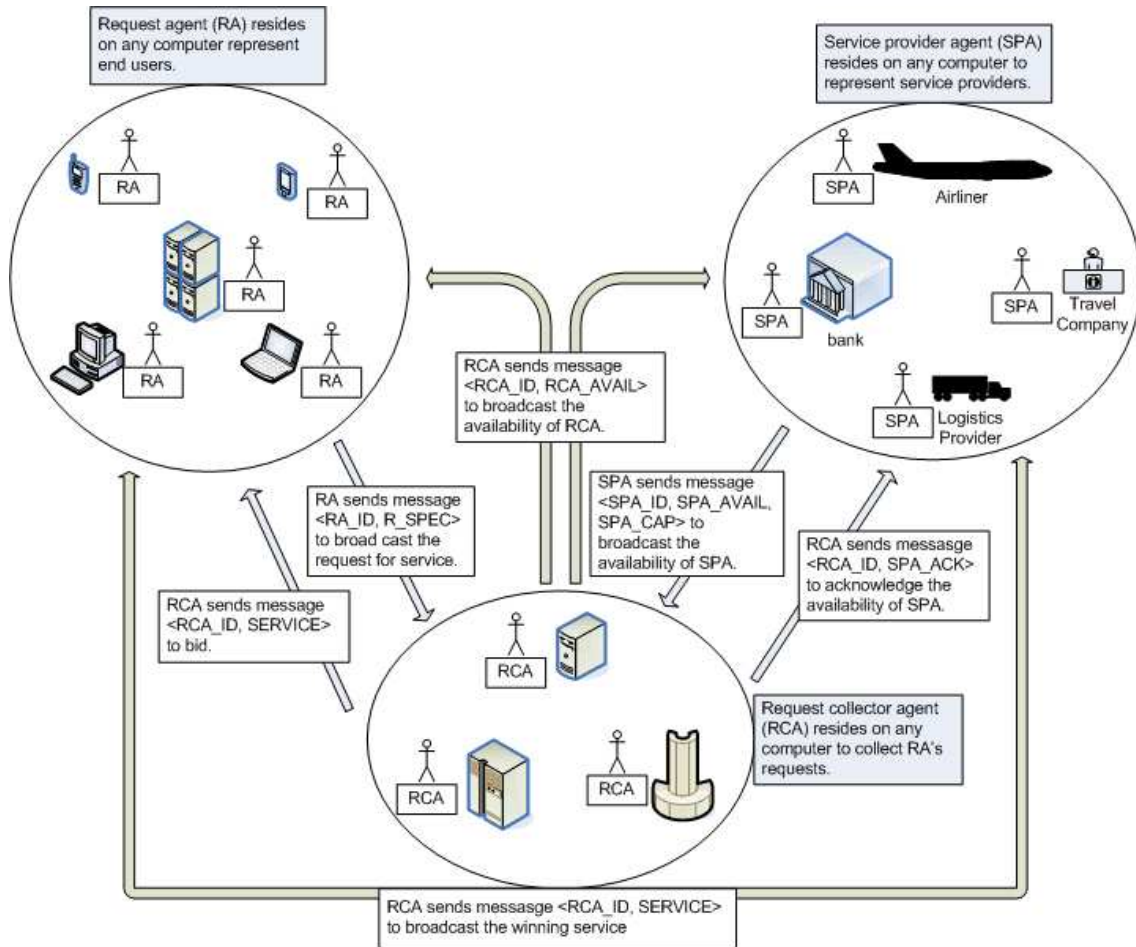 Request agent (RA) resides
on any computer represent
end users.
Service provider agent (SPA)
resides on any computer to
represent service providers.
RA
RA
RA
RA
RA
SPA
Airliner
SPA
bank
SPA
Travel
Company
SPA
Logistics
Provider
RCA sends message
<RCA_ID, RCA_AVAIL>
to broadcast the
availability of RCA.
RA sends message
<RA_ID, R_SPEC>
to broad cast the
request for service.
SPA sends message
<SPA_ID, SPA_AVAIL,
SPA_CAP> to
broadcast the
availability of SPA.
RCA sends messasge
<RCA_ID, SPA_ACK>
to acknowledge the
availability of SPA.
RCA sends message
<RCA_ID, SERVICE>
to bid.
RCA
RCA
RCA
Request collector agent
(RCA) resides on any
computer to collect RA's
requests.
RCA sends messasge <RCA_ID, SERVICE>
to broadcast the winning service